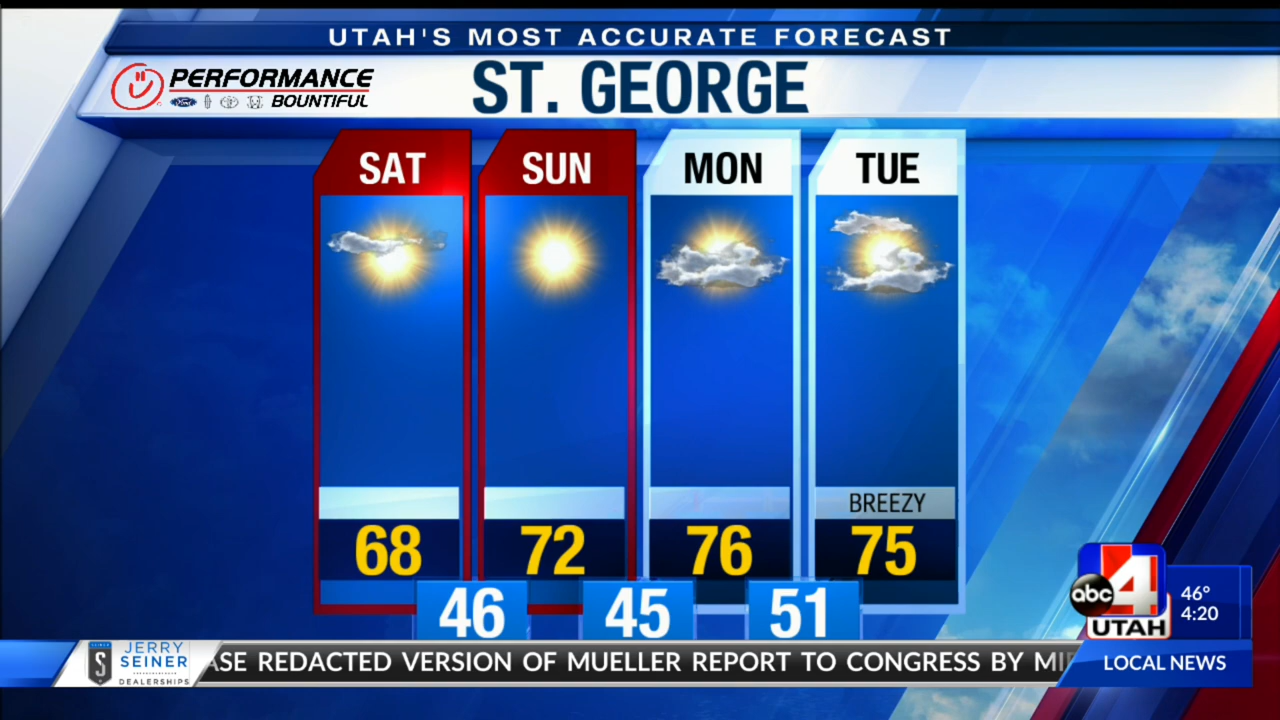 UTAH'S MOST ACCURATE FORECAST
PERFORMANCE
BOUNTIFUL
ST. GEORGE
SAT SUN MON TUE
BREEZY
68 72 76 75
46 45 51
abc 4
UTAH
46°
4:20
JERRY
SEINER
DEALERSHIPS
ASE REDACTED VERSION OF MUELLER REPORT TO CONGRESS BY MI
LOCAL NEWS